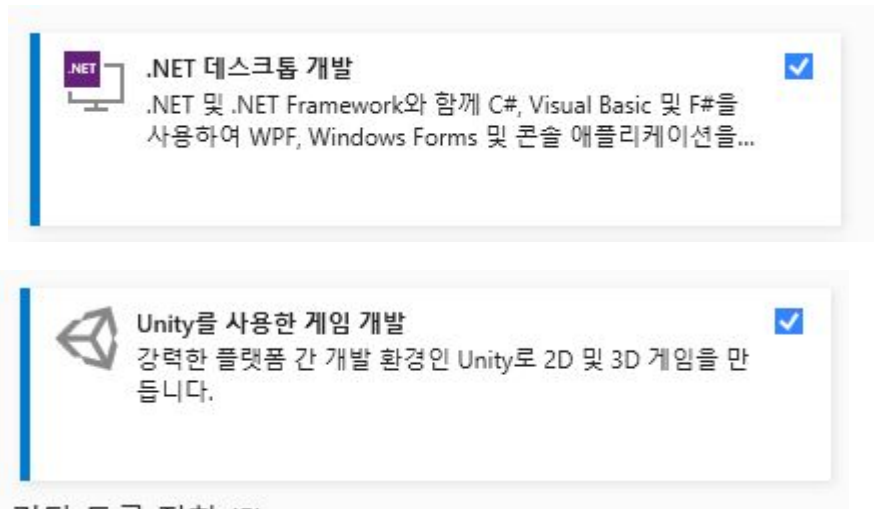 .NET
.NET 데스크톱 개발
.NET 및 .NET Framework와 함께 C#, Visual Basic 및 F#을
사용하여 WPF, Windows Forms 및 콘솔 애플리케이션을...
Unity를 사용한 게임 개발
강력한 플랫폼 간 개발 환경인 Unity로 2D 및 3D 게임을 만
듭니다.